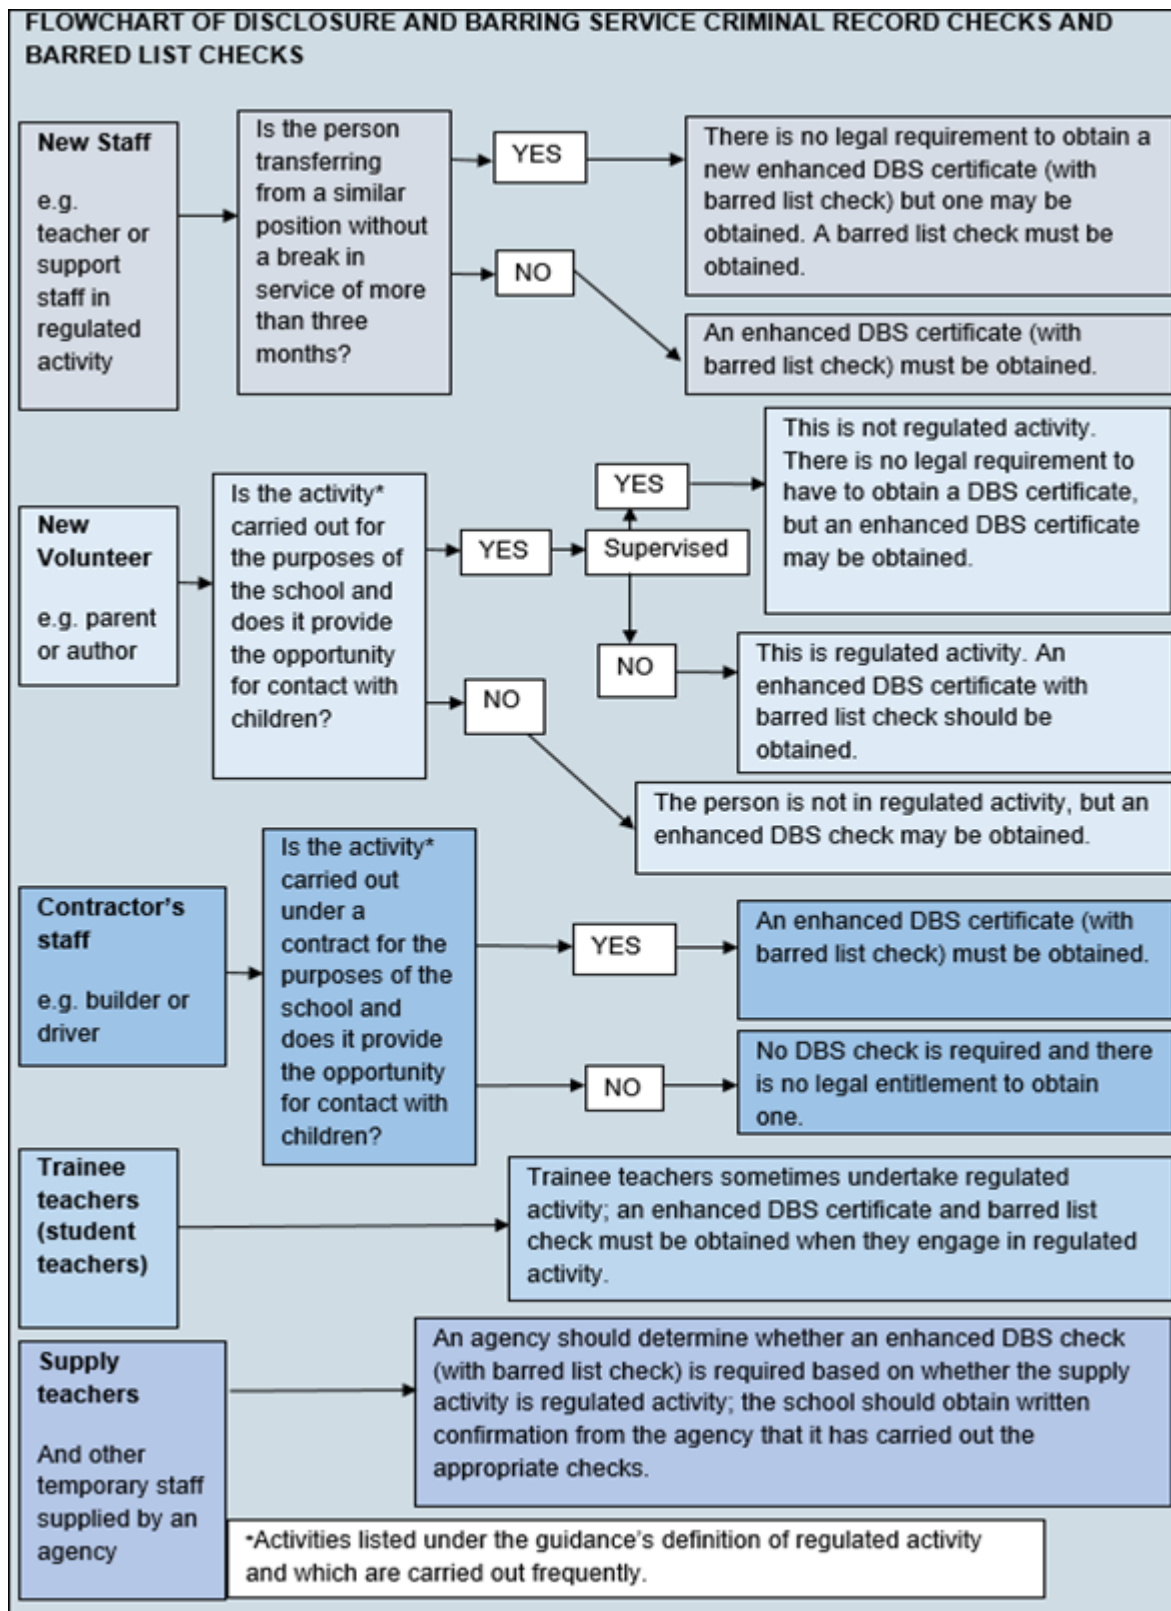 FLOWCHART OF DISCLOSURE AND BARRING SERVICE CRIMINAL RECORD CHECKS AND
BARRED LIST CHECKS
New Staff
e.g.
teacher or
support
staff in
regulated
activity
Is the person
transferring
from a similar
position without
a break in
service of more
than three
months?
YES
There is no legal requirement to obtain a
new enhanced DBS certificate (with
barred list check) but one may be
obtained. A barred list check must be
obtained.
NO
An enhanced DBS certificate (with
barred list check) must be obtained.
New
Volunteer
e.g. parent
or author
Is the activity*
carried out for
the purposes of
the school and
does it provide
the opportunity
for contact with
children?
YES
Supervised
YES
This is not regulated activity.
There is no legal requirement to
have to obtain a DBS certificate,
but an enhanced DBS certificate
may be obtained.
NO
This is regulated activity. An
enhanced DBS certificate with
barred list check should be
obtained.
NO
The person is not in regulated activity, but an
enhanced DBS check may be obtained.
Contractor's
staff
e.g. builder or
driver
Is the activity*
carried out
under a
contract for the
purposes of the
school and
does it provide
the opportunity
for contact with
children?
YES
An enhanced DBS certificate (with
barred list check) must be obtained.
NO
No DBS check is required and there
is no legal entitlement to obtain
one.
Trainee
teachers
(student
teachers)
Trainee teachers sometimes undertake regulated
activity; an enhanced DBS certificate and barred list
check must be obtained when they engage in regulated
activity.
Supply
teachers
And other
temporary staff
supplied by an
agency
An agency should determine whether an enhanced DBS check
(with barred list check) is required based on whether the supply
activity is regulated activity; the school should obtain written
confirmation from the agency that it has carried out the
appropriate checks.
*Activities listed under the guidance's definition of regulated activity
and which are carried out frequently.